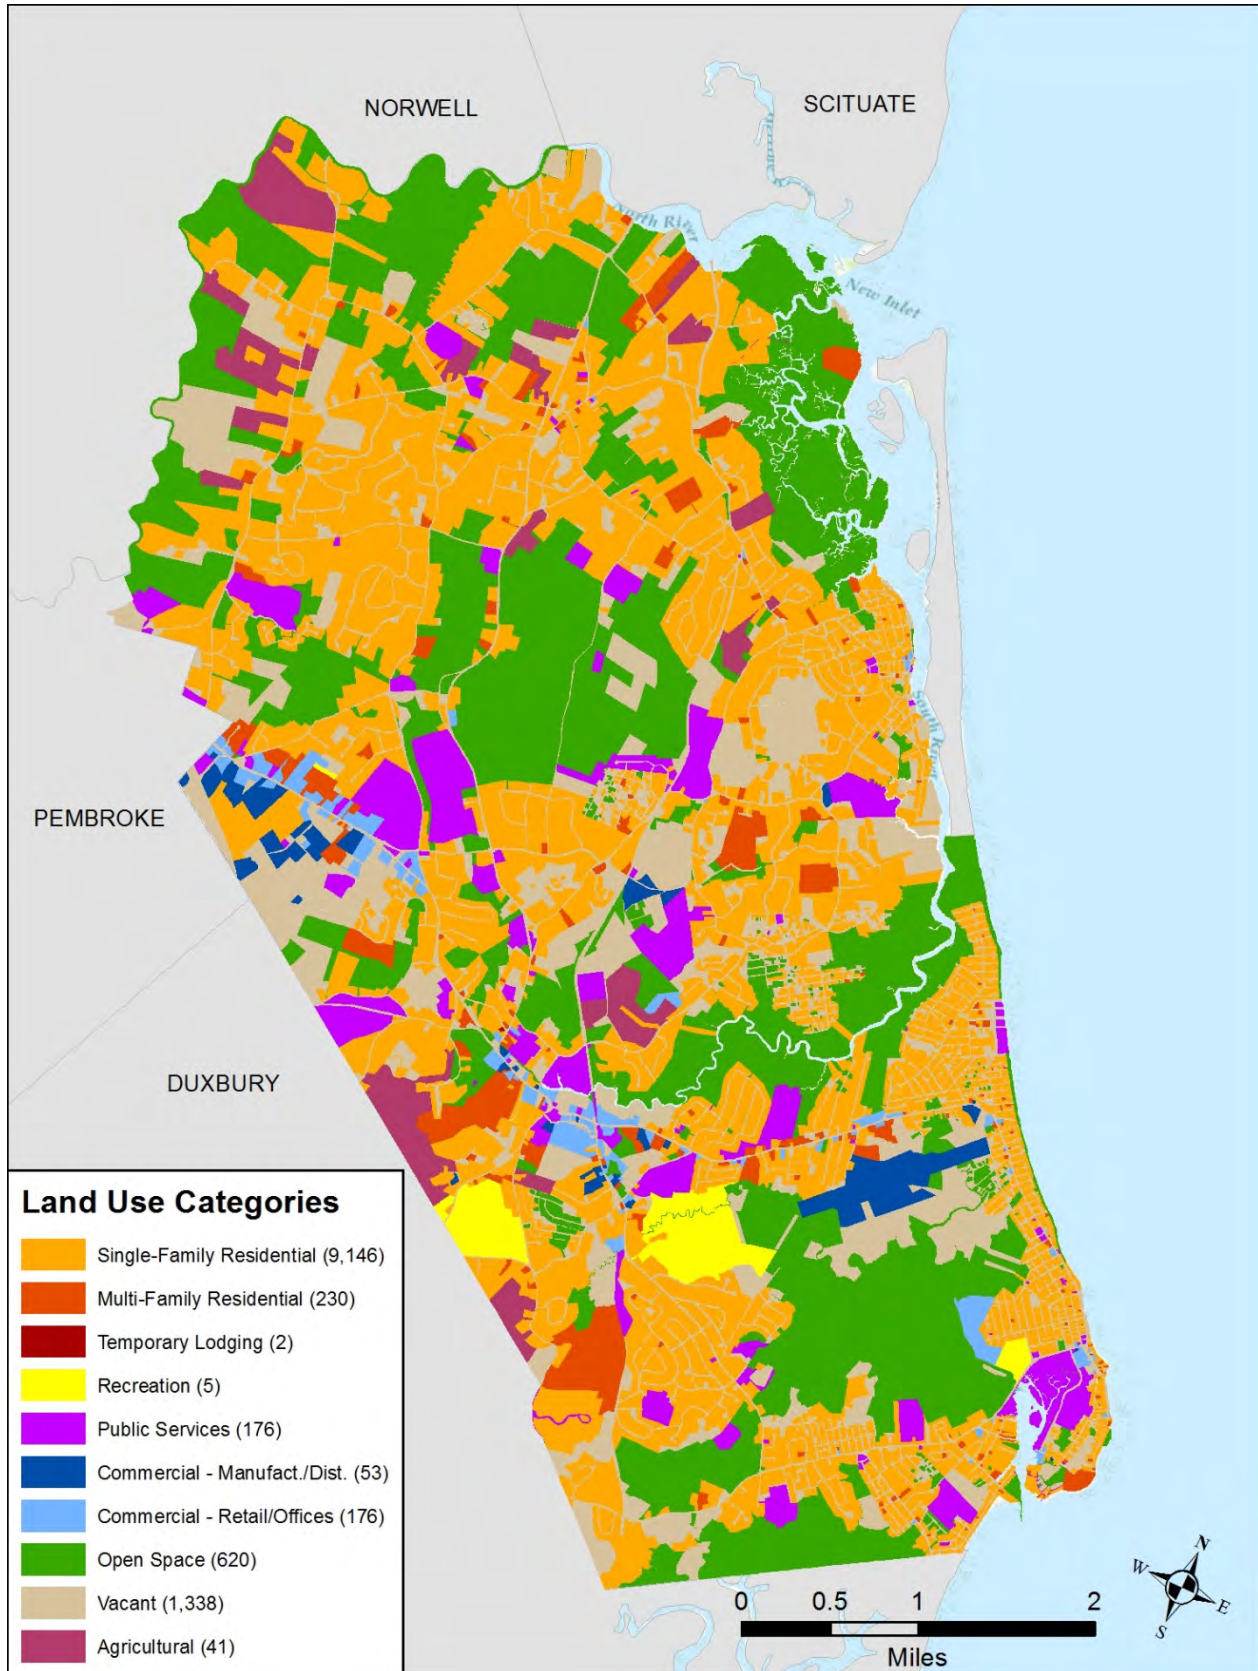 NORWELL
SCITUATE
North River
New Inlet
South River
PEMBROKE
DUXBURY
Land Use Categories
Single-Family Residential (9,146)
Multi-Family Residential (230)
Temporary Lodging (2)
Recreation (5)
Public Services (176)
Commercial - Manufact./Dist. (53)
Commercial - Retail/Offices (176)
Open Space (620)
Vacant (1,338)
Agricultural (41)
0 0.5 1 2
Miles
N
W
E
S